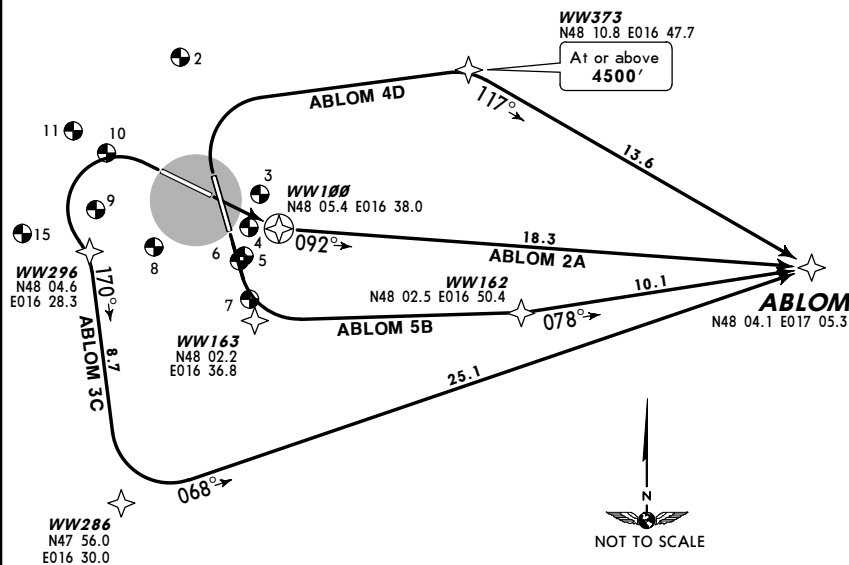 WW373
N48 10.8 E016 47.7
At or above
4500'
2
ABLOM 4D
117°
13.6
11
10
3
WW100
N48 05.4 E016 38.0
9
4
15
8
6
5
092°
18.3
ABLOM 2A
WW296
N48 04.6
E016 28.3
170°
7
WW162
N48 02.5 E016 50.4
10.1
078°
ABLOM
N48 04.1 E017 05.3
ABLOM 5B
WW163
N48 02.2
E016 36.8
8.7
ABLOM 3C
25.1
068°
WW286
N47 56.0
E016 30.0
N
NOT TO SCALE